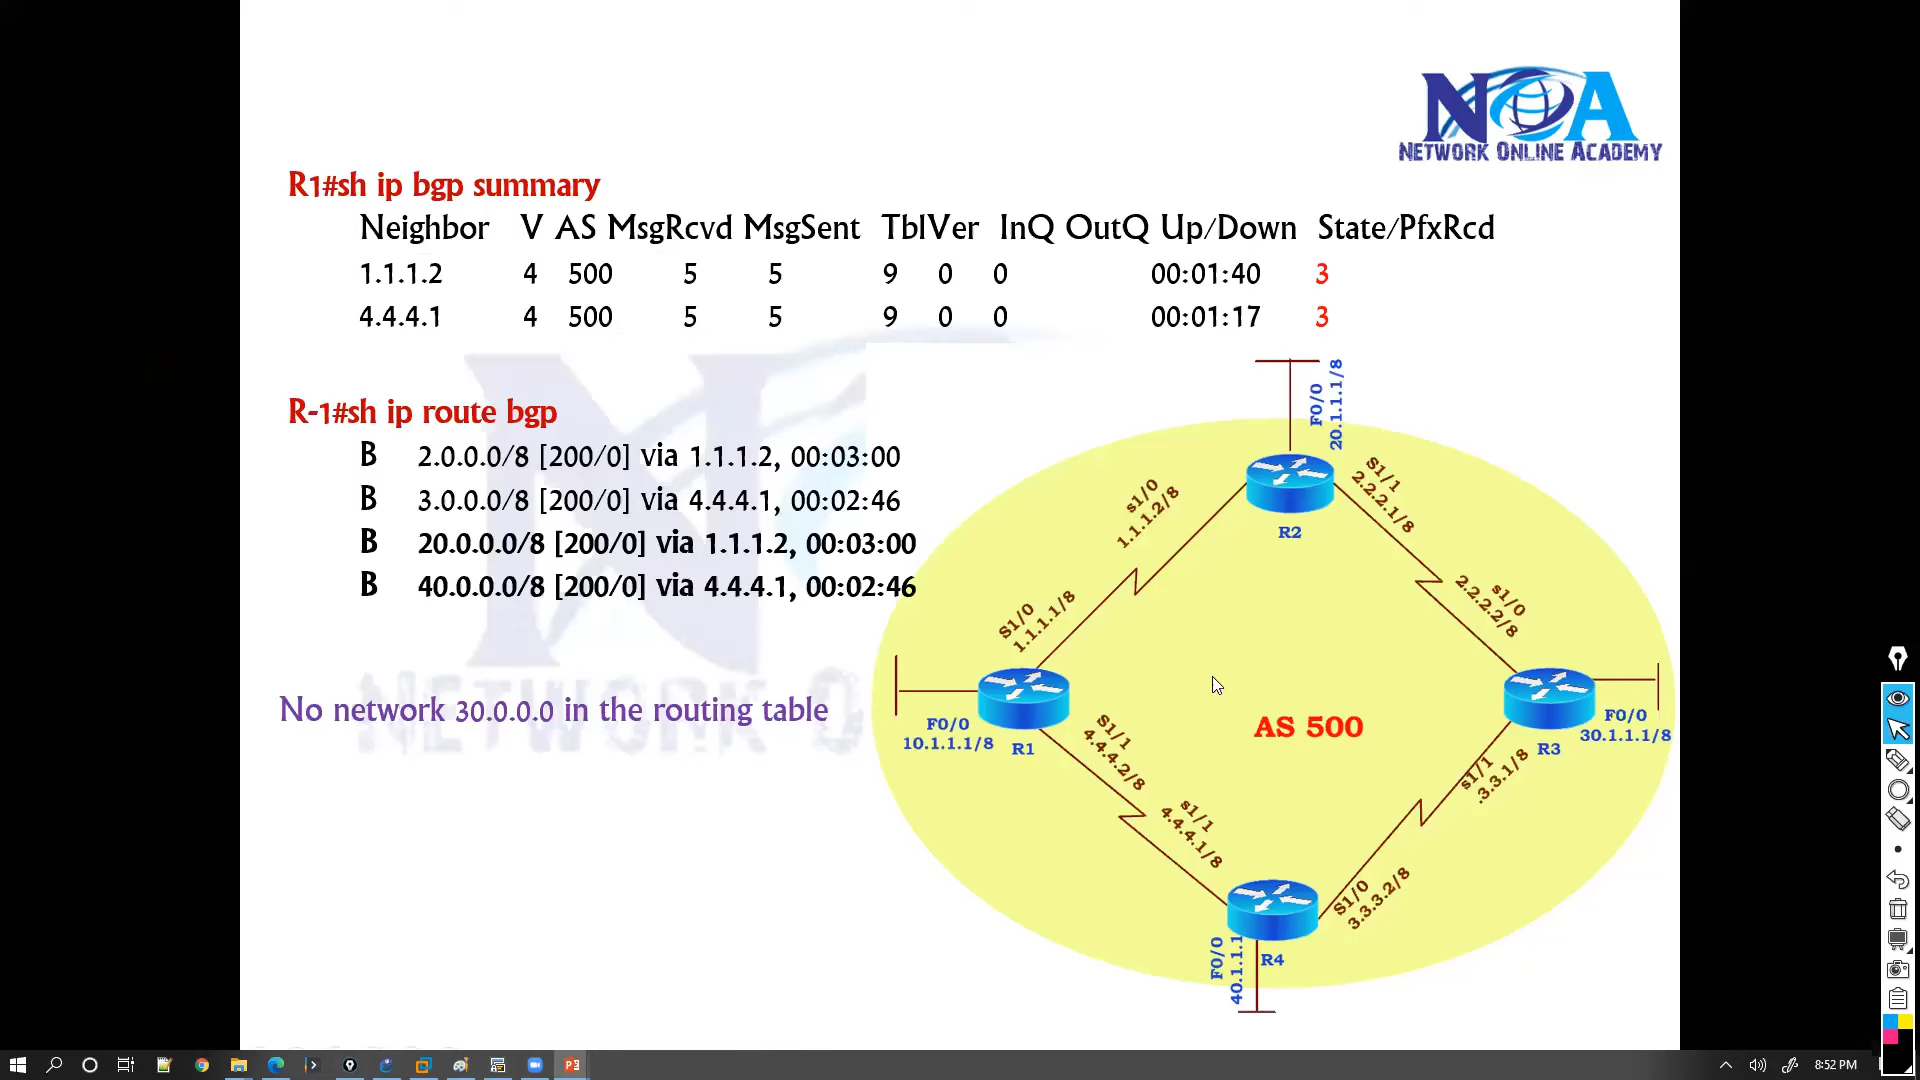 NOA
NETWORK ONLINE ACADEMY
R1#sh ip bgp summary
Neighbor V AS MsgRcvd MsgSent TblVer InQ OutQ Up/Down State/PfxRcd
1.1.1.2 4 500 5 5 9 0 0 00:01:40 3
4.4.4.1 4 500 5 5 9 0 0 00:01:17 3
R-1#sh ip route bgp
B 2.0.0.0/8 [200/0] via 1.1.1.2, 00:03:00
B 3.0.0.0/8 [200/0] via 4.4.4.1, 00:02:46
B 20.0.0.0/8 [200/0] via 1.1.1.2, 00:03:00
B 40.0.0.0/8 [200/0] via 4.4.4.1, 00:02:46
No network 30.0.0.0 in the routing table
NETWORK O
F0/0
20.1.1.1/8
R2
s1/0
1.1.1.2/8
S1/1
2.2.2.1/8
S1/0
1.1.1.1/8
s1/0
2.2.2.2/8
F0/0
10.1.1.1/8
R1
AS 500
R3
F0/0
30.1.1.1/8
S1/1
4.4.4.2/8
s1/1
.3.3.1/8
s1/1
4.4.4.1/8
S1/0
3.3.3.2/8
F0/0
40.1.1.1
R4
8:52 PM